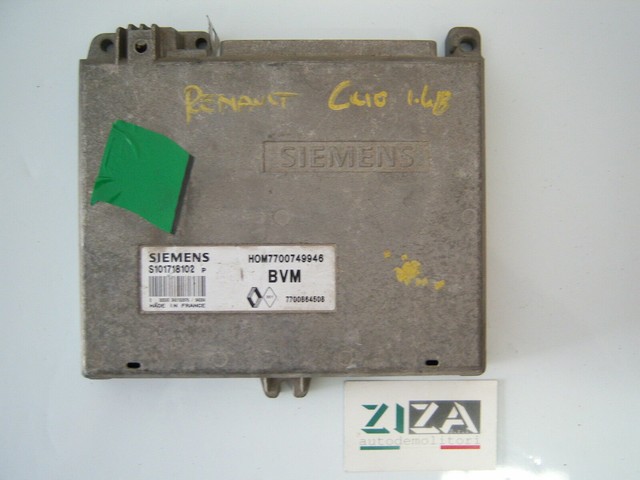 RENAULT CLIO 1.4B
SIEMENS
SIEMENS
S101718102 P
HOM7700749946
BVM
7700864508
MADE IN FRANCE
ZIZA
autodemolitori